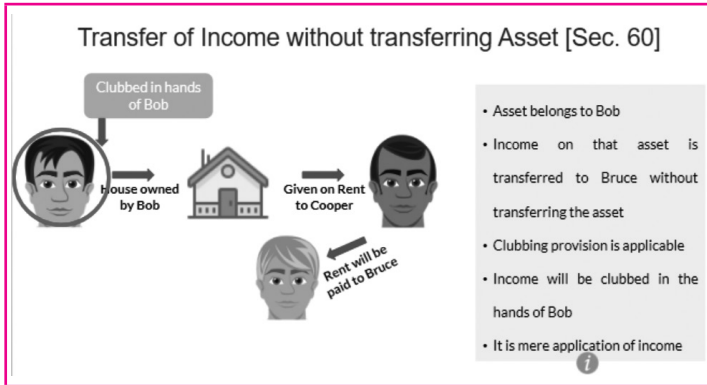 Transfer of Income without transferring Asset [Sec. 60]
Clubbed in hands
of Bob
House owned
by Bob
Given on Rent
to Cooper
Rent will be
paid to Bruce
• Asset belongs to Bob
• Income on that asset is
transferred to Bruce without
transferring the asset
• Clubbing provision is applicable
• Income will be clubbed in the
hands of Bob
• It is mere application of income
i